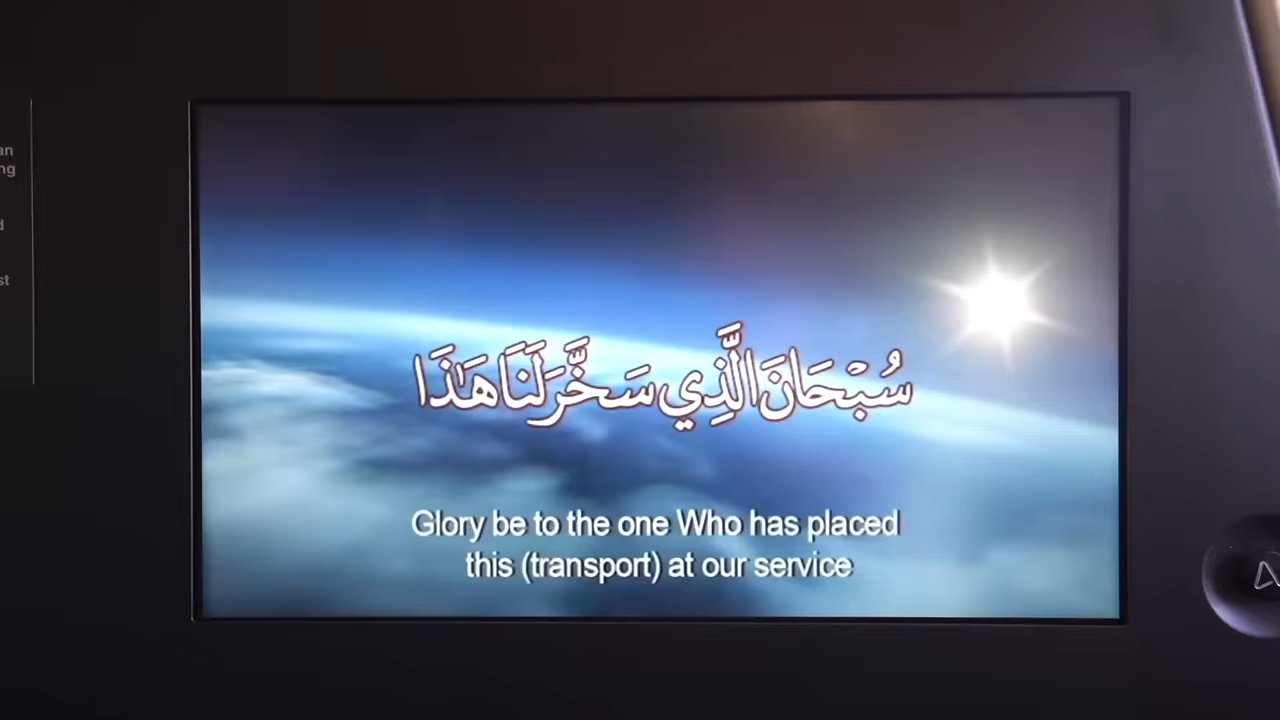 سُبْحَانَ الَّذِي سَخَّرَ لَنَا هَٰذَا
Glory be to the one Who has placed
this (transport) at our service